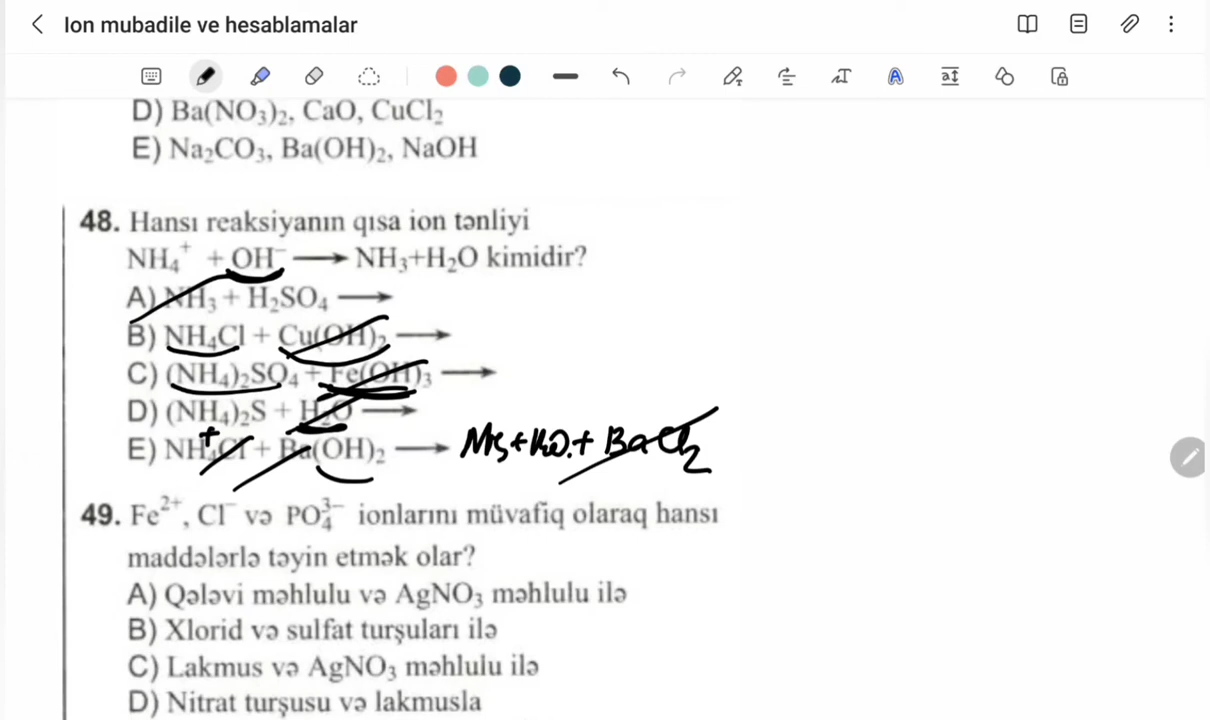 Ion mubadile ve hesablamalar
D) Ba(NO₃)₂, CaO, CuCl₂
E) Na₂CO₃, Ba(OH)₂, NaOH
48. Hansı reaksiyanın qısa ion tənliyi
NH₄⁺ + OH⁻ ⟶ NH₃+H₂O kimidir?
A) NH₃ + H₂SO₄ ⟶
B) NH₄Cl + Cu(OH)₂ ⟶
C) (NH₄)₂SO₄ + Fe(OH)₃ ⟶
D) (NH₄)₂S + H₂O ⟶
E) NH₄⁺Cl + Ba(OH)₂ ⟶ NH₃+H₂O+ BaCl₂
49. Fe²⁺, Cl⁻ və PO₄³⁻ ionlarını müvafiq olaraq hansı
maddələrlə təyin etmək olar?
A) Qələvi məhlulu və AgNO₃ məhlulu ilə
B) Xlorid və sulfat turşuları ilə
C) Lakmus və AgNO₃ məhlulu ilə
D) Nitrat turşusu və lakmusla